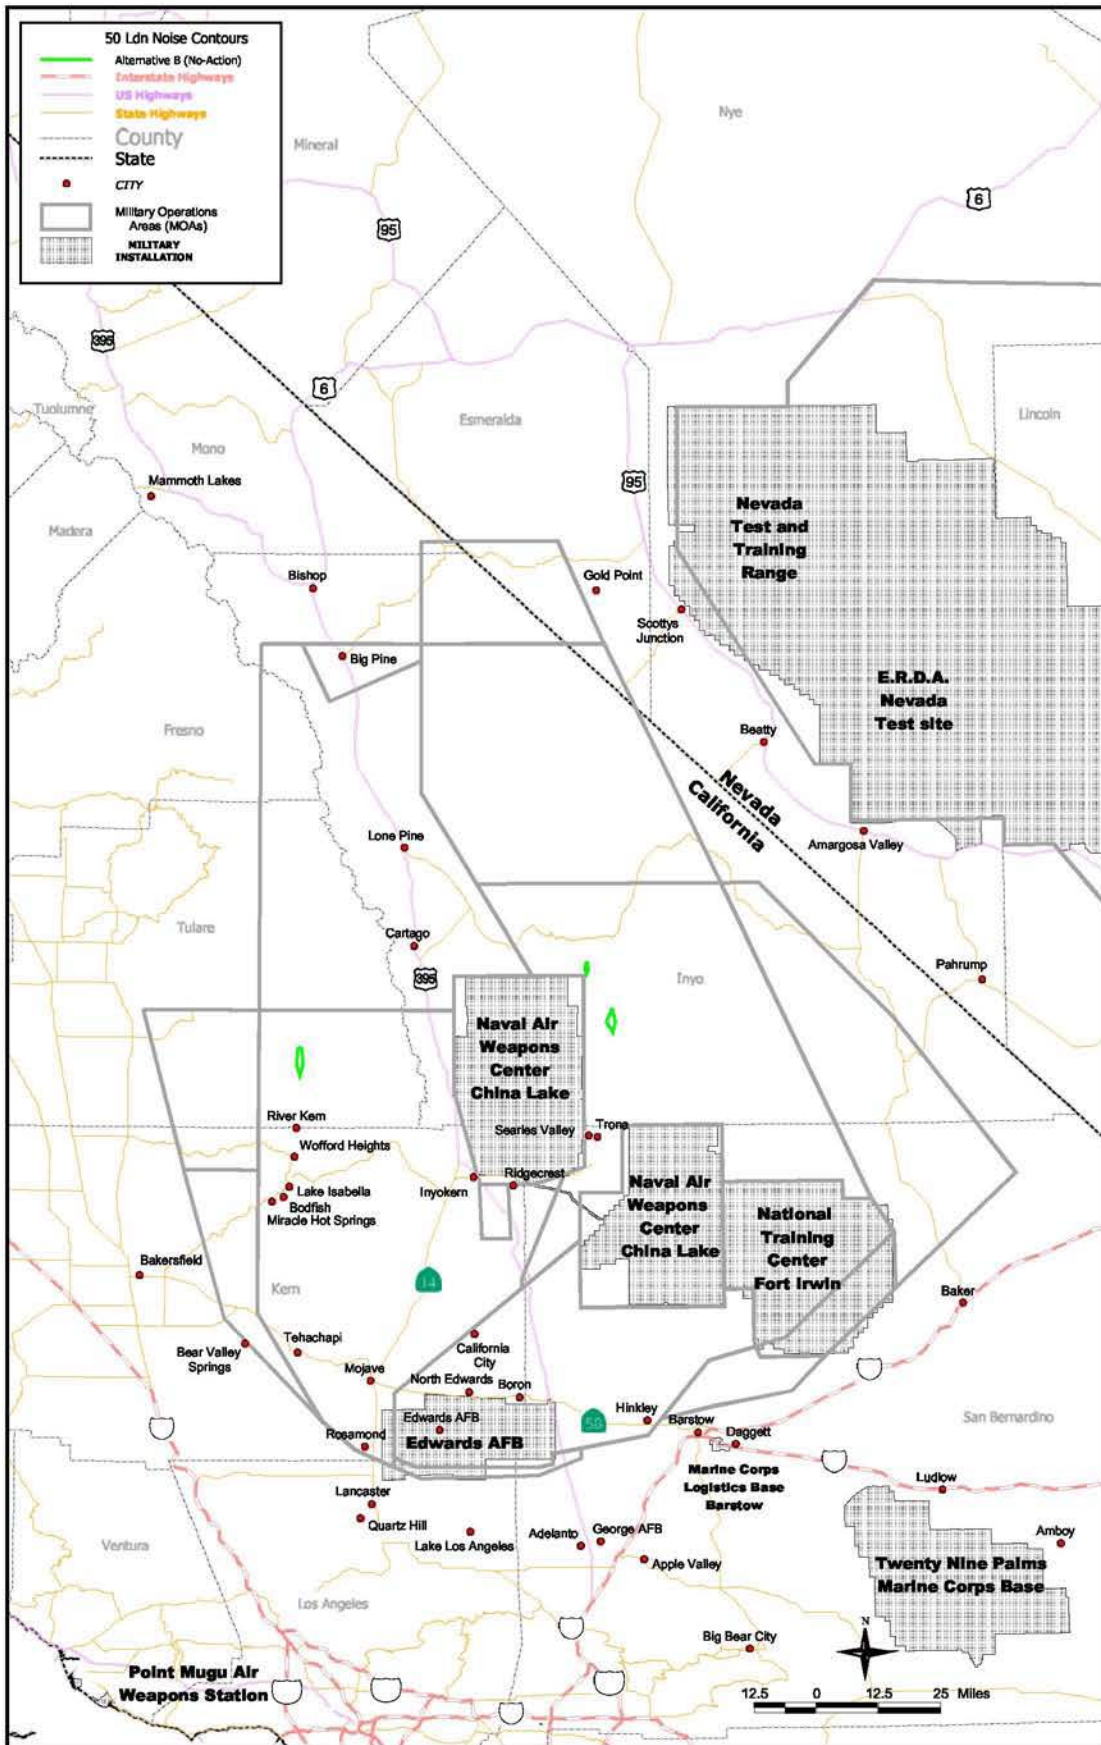 50 Ldn Noise Contours
Alternative B (No-Action)
Interstate Highways
US Highways
State Highways
County
State
CITY
Military Operations
Areas (MOAs)
MILITARY
INSTALLATION
Nye
Mineral
6
95
395
6
Tuolumne
Esmeralda
Lincoln
Mono
Mammoth Lakes
95
Nevada
Test and
Training
Range
Madera
Bishop
Gold Point
Scottys
Junction
Big Pine
E.R.D.A.
Nevada
Test site
Fresno
Beatty
Nevada
California
Lone Pine
Amargosa Valley
Tulare
Cartago
395
Inyo
Pahrump
Naval Air
Weapons
Center
China Lake
River Kern
Searles Valley
Trona
Wofford Heights
Inyokern
Ridgecrest
Lake Isabella
Bodfish
Miracle Hot Springs
Naval Air
Weapons
Center
China Lake
National
Training
Center
Fort Irwin
Bakersfield
Kern
14
Baker
Bear Valley
Springs
Tehachapi
California
City
Mojave
North Edwards
Boron
Hinkley
58
San Bernardino
Edwards AFB
Edwards AFB
Rosamond
Barstow
Daggett
Marine Corps
Logistics Base
Barstow
Ludlow
Lancaster
Quartz Hill
Lake Los Angeles
Adelanto
George AFB
Apple Valley
Amboy
Ventura
Twenty Nine Palms
Marine Corps Base
Los Angeles
Big Bear City
N
Point Mugu Air
Weapons Station
12.5 0 12.5 25 Miles